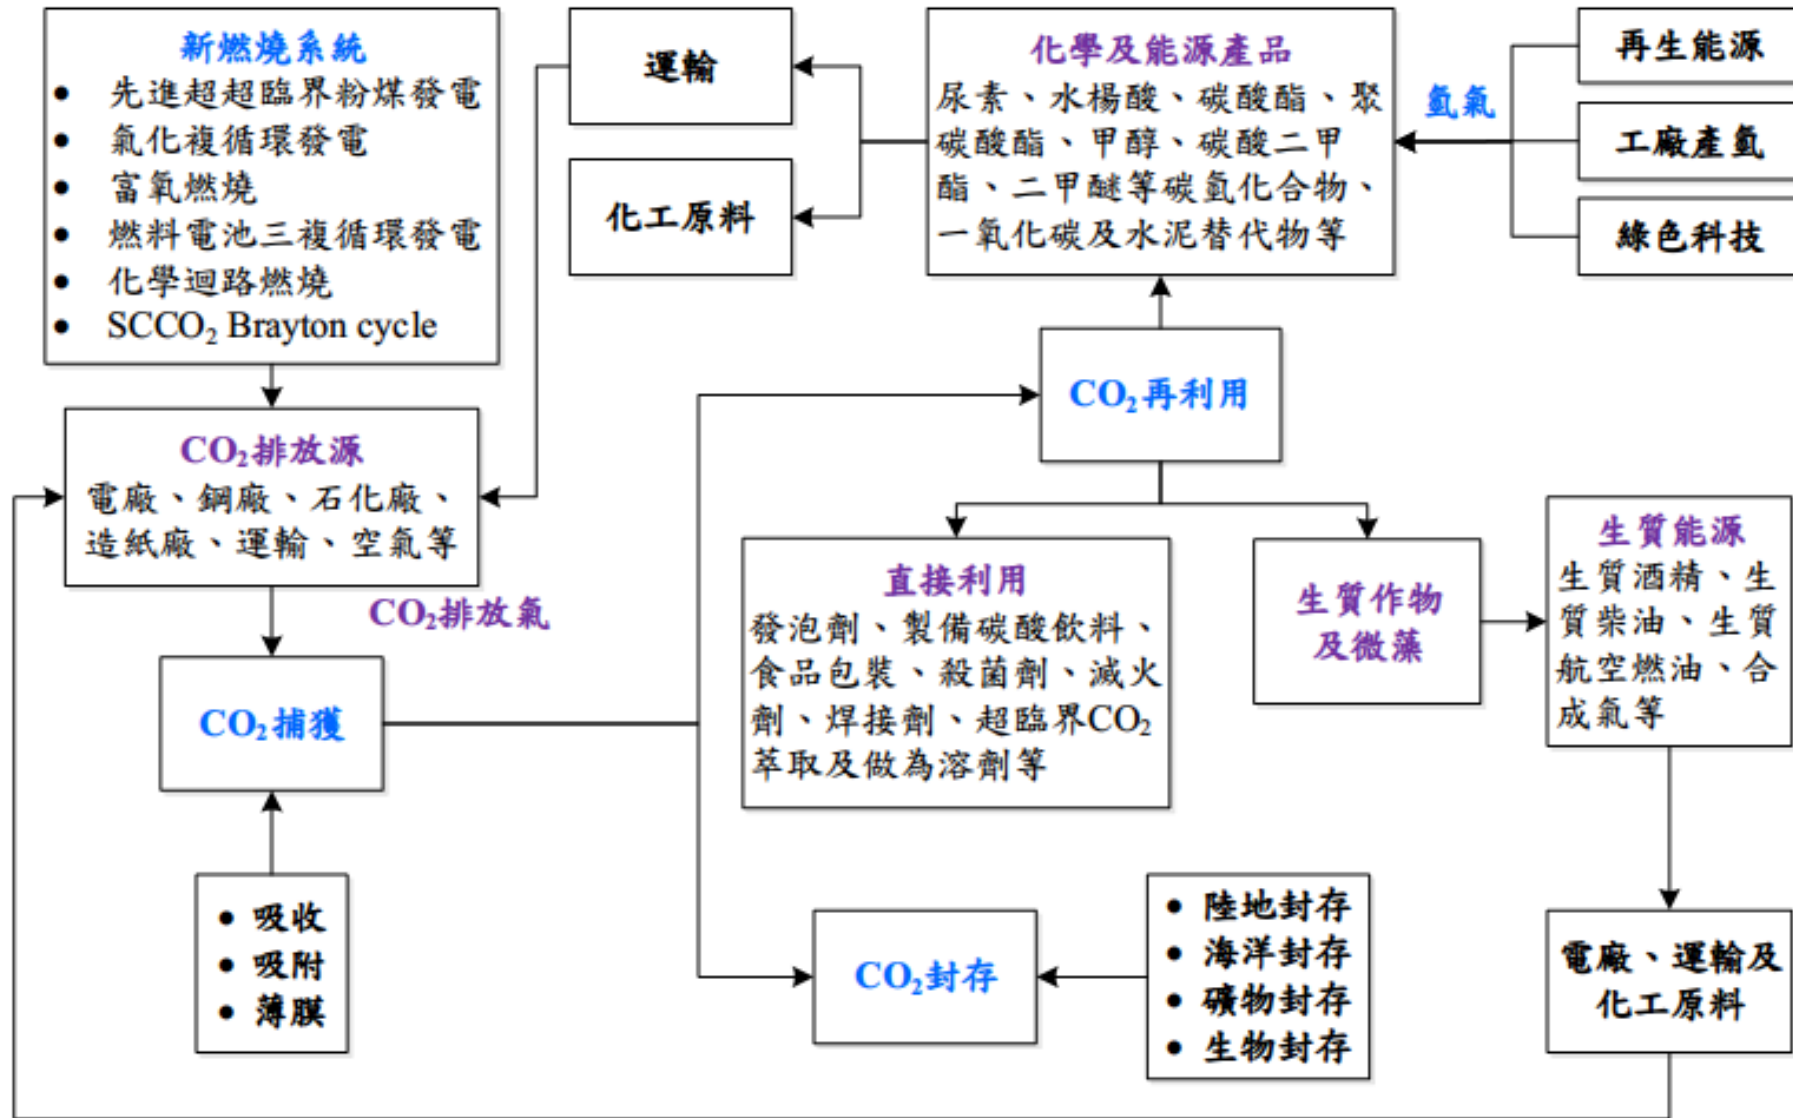 新燃燒系統
• 先進超超臨界粉煤發電
• 氣化複循環發電
• 富氧燃燒
• 燃料電池三複循環發電
• 化學迴路燃燒
• SCCO₂ Brayton cycle
運輸
化工原料
化學及能源產品
尿素、水楊酸、碳酸酯、聚
碳酸酯、甲醇、碳酸二甲
酯、二甲醚等碳氫化合物、
一氧化碳及水泥替代物等
氫氣
再生能源
工廠產氫
綠色科技
CO₂排放源
電廠、鋼廠、石化廠、
造紙廠、運輸、空氣等
CO₂排放氣
CO₂再利用
CO₂捕獲
直接利用
發泡劑、製備碳酸飲料、
食品包裝、殺菌劑、滅火
劑、焊接劑、超臨界CO₂
萃取及做為溶劑等
生質作物
及微藻
生質能源
生質酒精、生
質柴油、生質
航空燃油、合
成氣等
• 吸收
• 吸附
• 薄膜
CO₂封存
• 陸地封存
• 海洋封存
• 礦物封存
• 生物封存
電廠、運輸及
化工原料